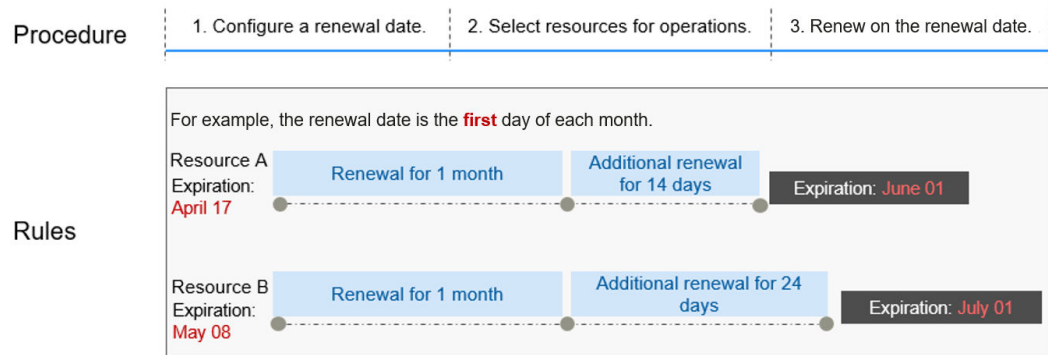 Procedure
1. Configure a renewal date.
2. Select resources for operations.
3. Renew on the renewal date.
Rules
For example, the renewal date is the first day of each month.
Resource A
Expiration:
April 17
Renewal for 1 month
Additional renewal
for 14 days
Expiration: June 01
Resource B
Expiration:
May 08
Renewal for 1 month
Additional renewal for 24
days
Expiration: July 01